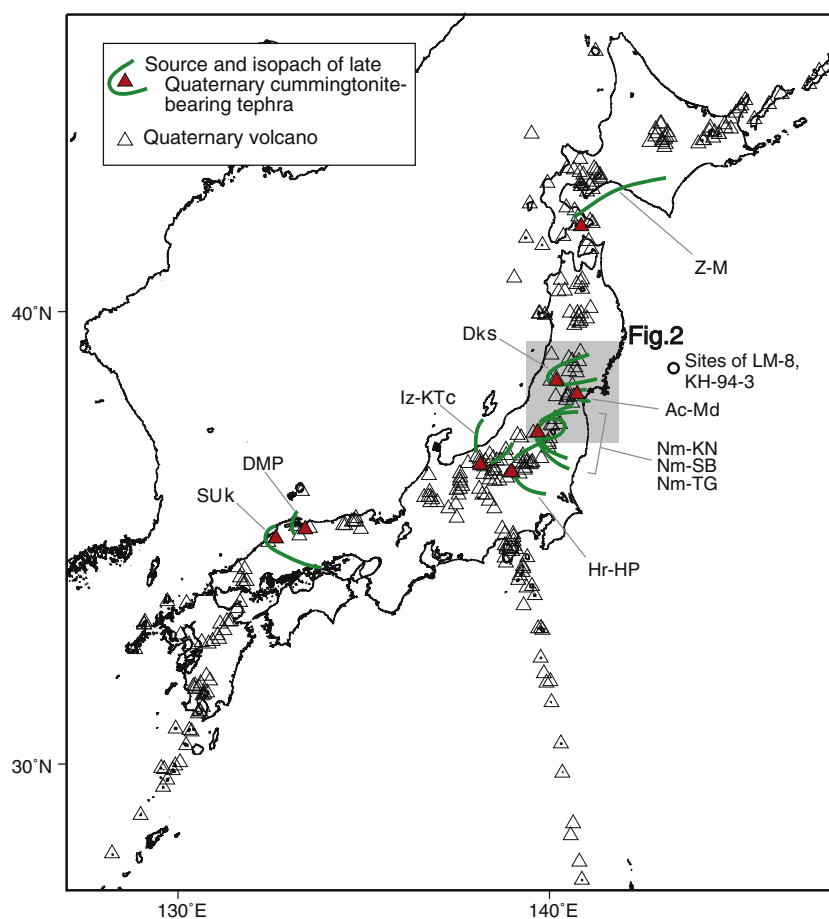 Source and isopach of late
Quaternary cummingtonite-
bearing tephra
Quaternary volcano
Z-M
40°N
Fig.2
Dks
Sites of LM-8,
KH-94-3
Iz-KTc
Ac-Md
Nm-KN
Nm-SB
Nm-TG
DMP
SUk
Hr-HP
30°N
130°E
140°E